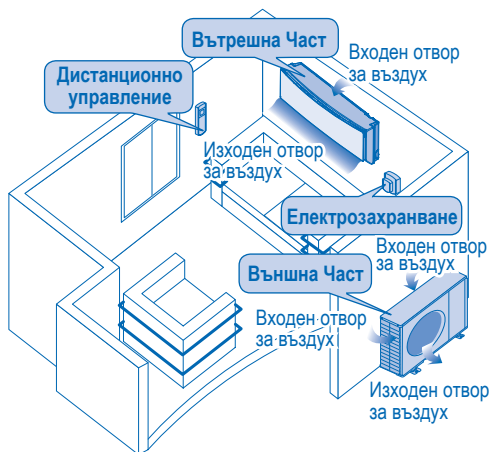 Вътрешна Част
Входен отвор
за въздух
Дистанционно
управление
Изходен отвор
за въздух
Електрозахранване
Входен отвор
за въздух
Външна Част
Входен отвор
за въздух
Изходен отвор
за въздух